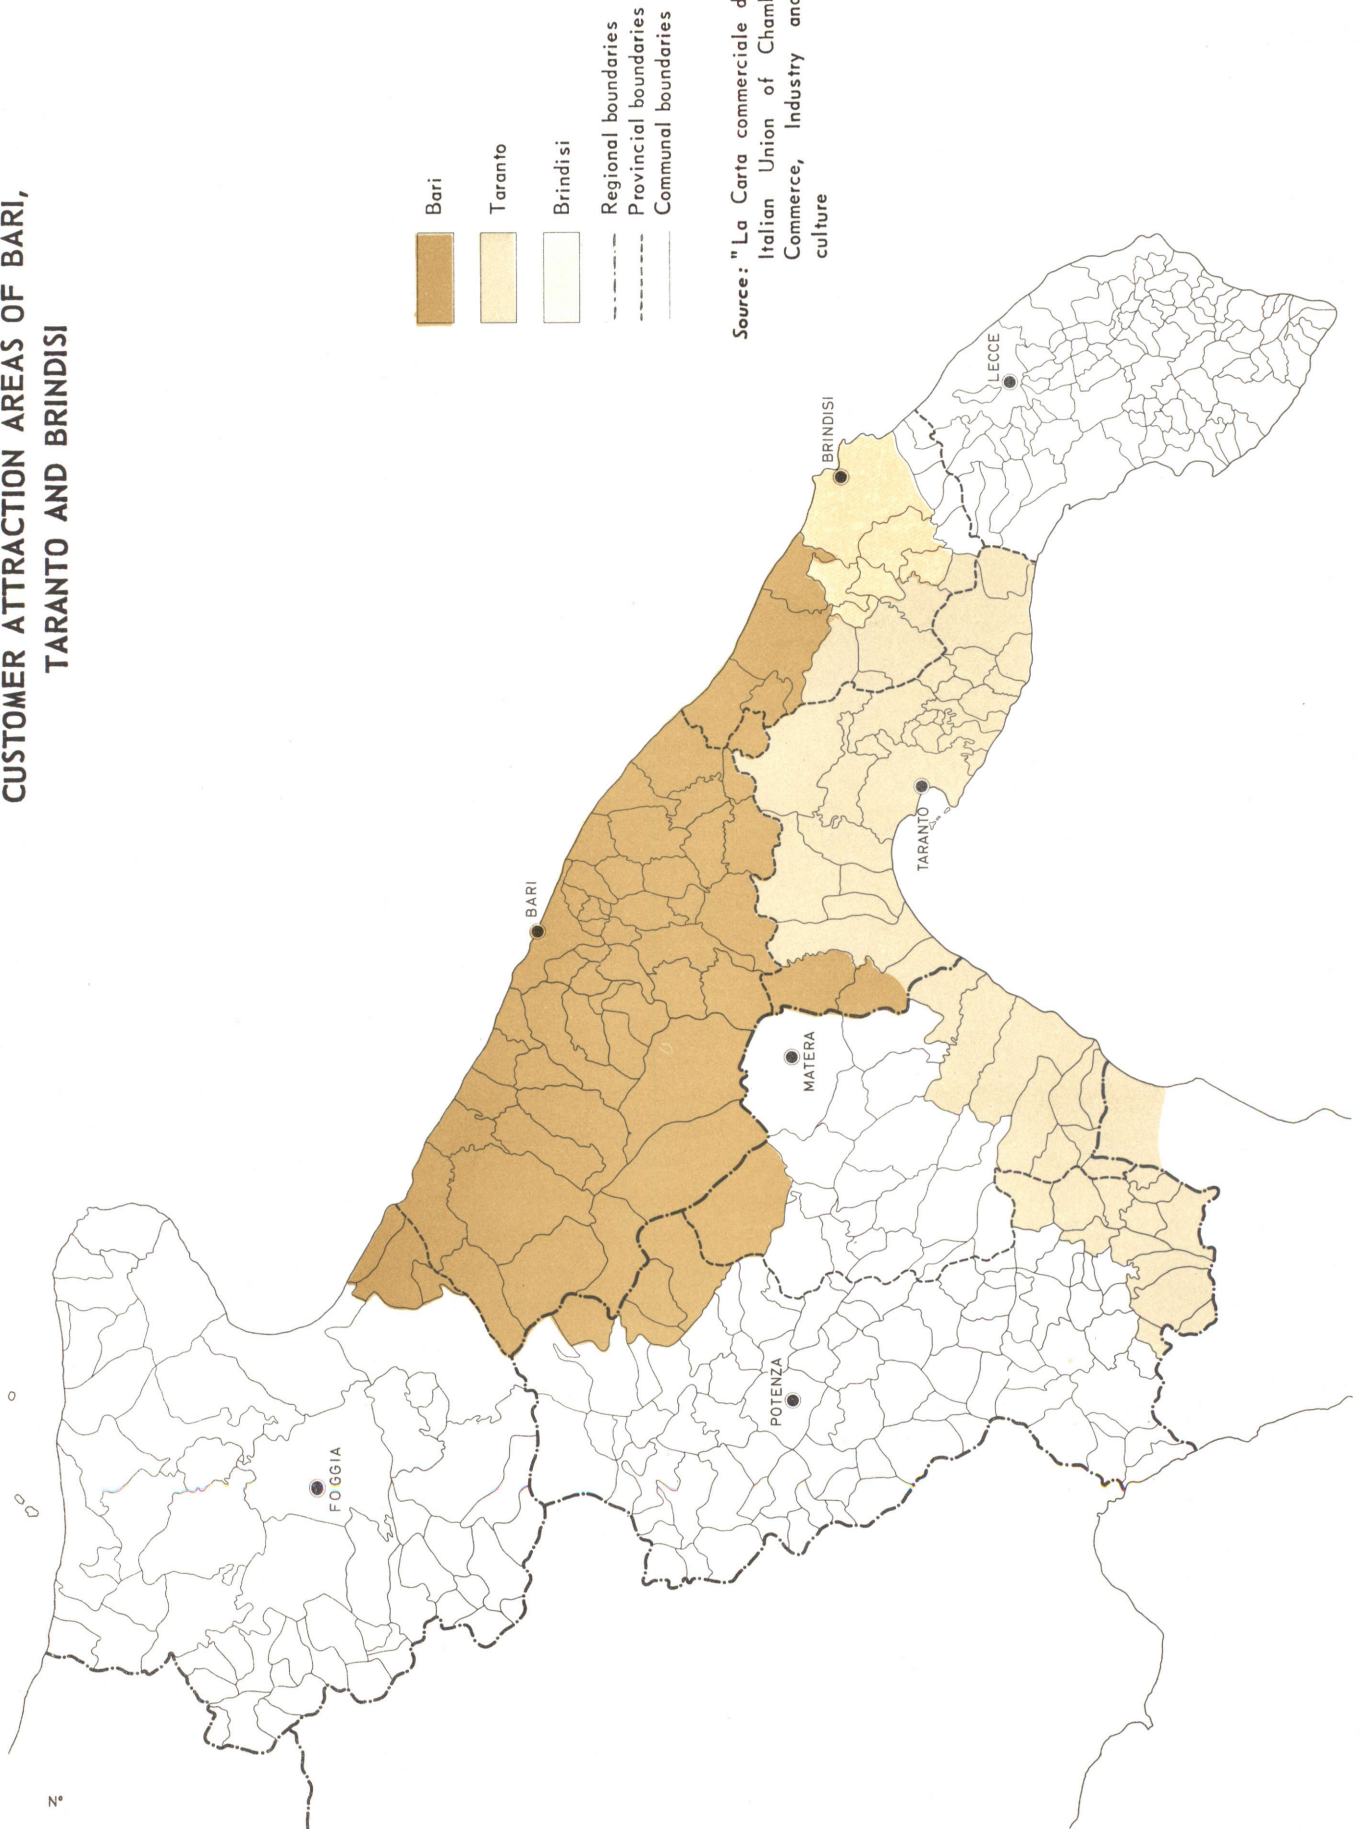 CUSTOMER ATTRACTION AREAS OF BARI,
TARANTO AND BRINDISI
Bari
Taranto
Brindisi
Regional boundaries
Provincial boundaries
Communal boundaries
Source: "La Carta commerciale d
Italian Union of Cham
Commerce, Industry and
culture
LECCE
BRINDISI
TARANTO
BARI
MATERA
POTENZA
FOGGIA
N°